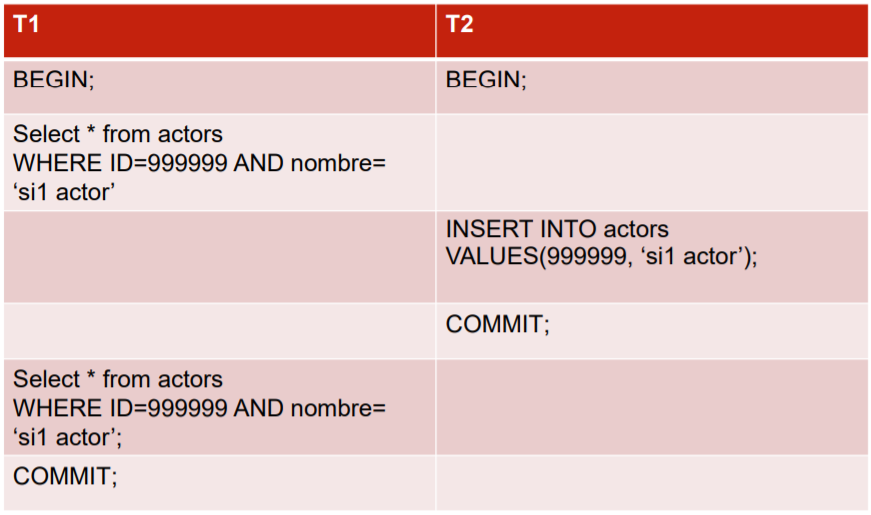 T1 T2
BEGIN; BEGIN;
Select * from actors
WHERE ID=999999 AND nombre=
‘si1 actor’
INSERT INTO actors
VALUES(999999, ‘si1 actor’);
COMMIT;
Select * from actors
WHERE ID=999999 AND nombre=
‘si1 actor’;
COMMIT;